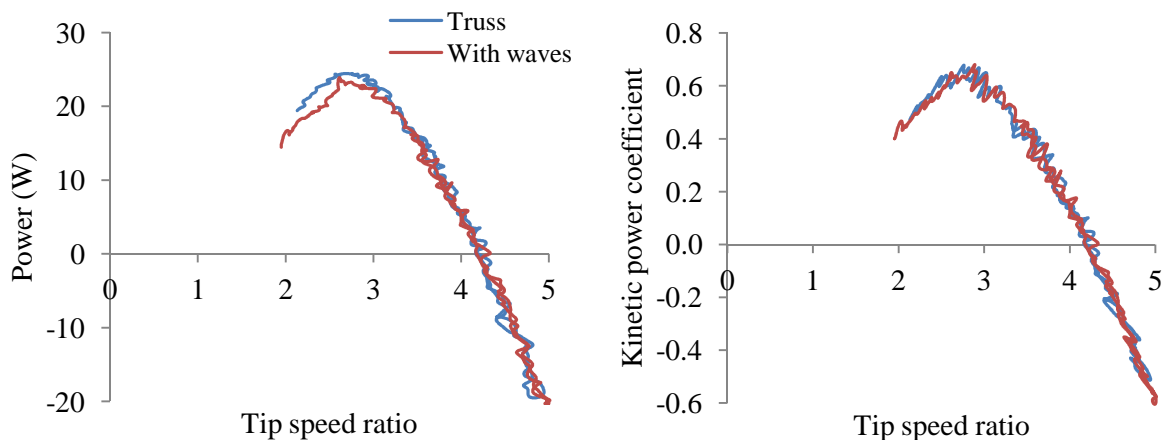 Truss
With waves
Power (W)
30
20
10
0
-10
-20
0 1 2 3 4 5
Tip speed ratio
Kinetic power coefficient
0.8
0.6
0.4
0.2
0.0
-0.2
-0.4
-0.6
0 1 2 3 4 5
Tip speed ratio